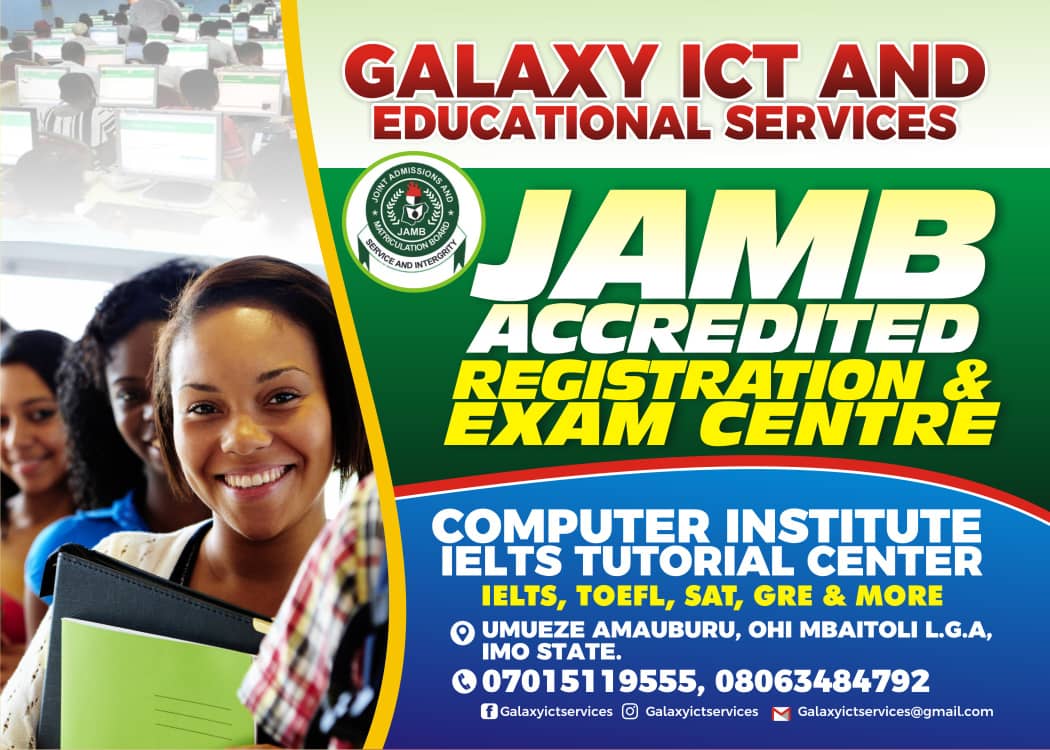 GALAXY ICT AND
EDUCATIONAL SERVICES
JOINT ADMISSIONS AND
MATRICULATION BOARD
JAMB
SERVICE AND INTERGRITY
JAMB
ACCREDITED
REGISTRATION &
EXAM CENTRE
COMPUTER INSTITUTE
IELTS TUTORIAL CENTER
IELTS, TOEFL, SAT, GRE & MORE
UMUEZE AMAUBURU, OHI MBAITOLI L.G.A,
IMO STATE.
07015119555, 08063484792
Galaxyictservices Galaxyictservices Galaxyictservices@gmail.com